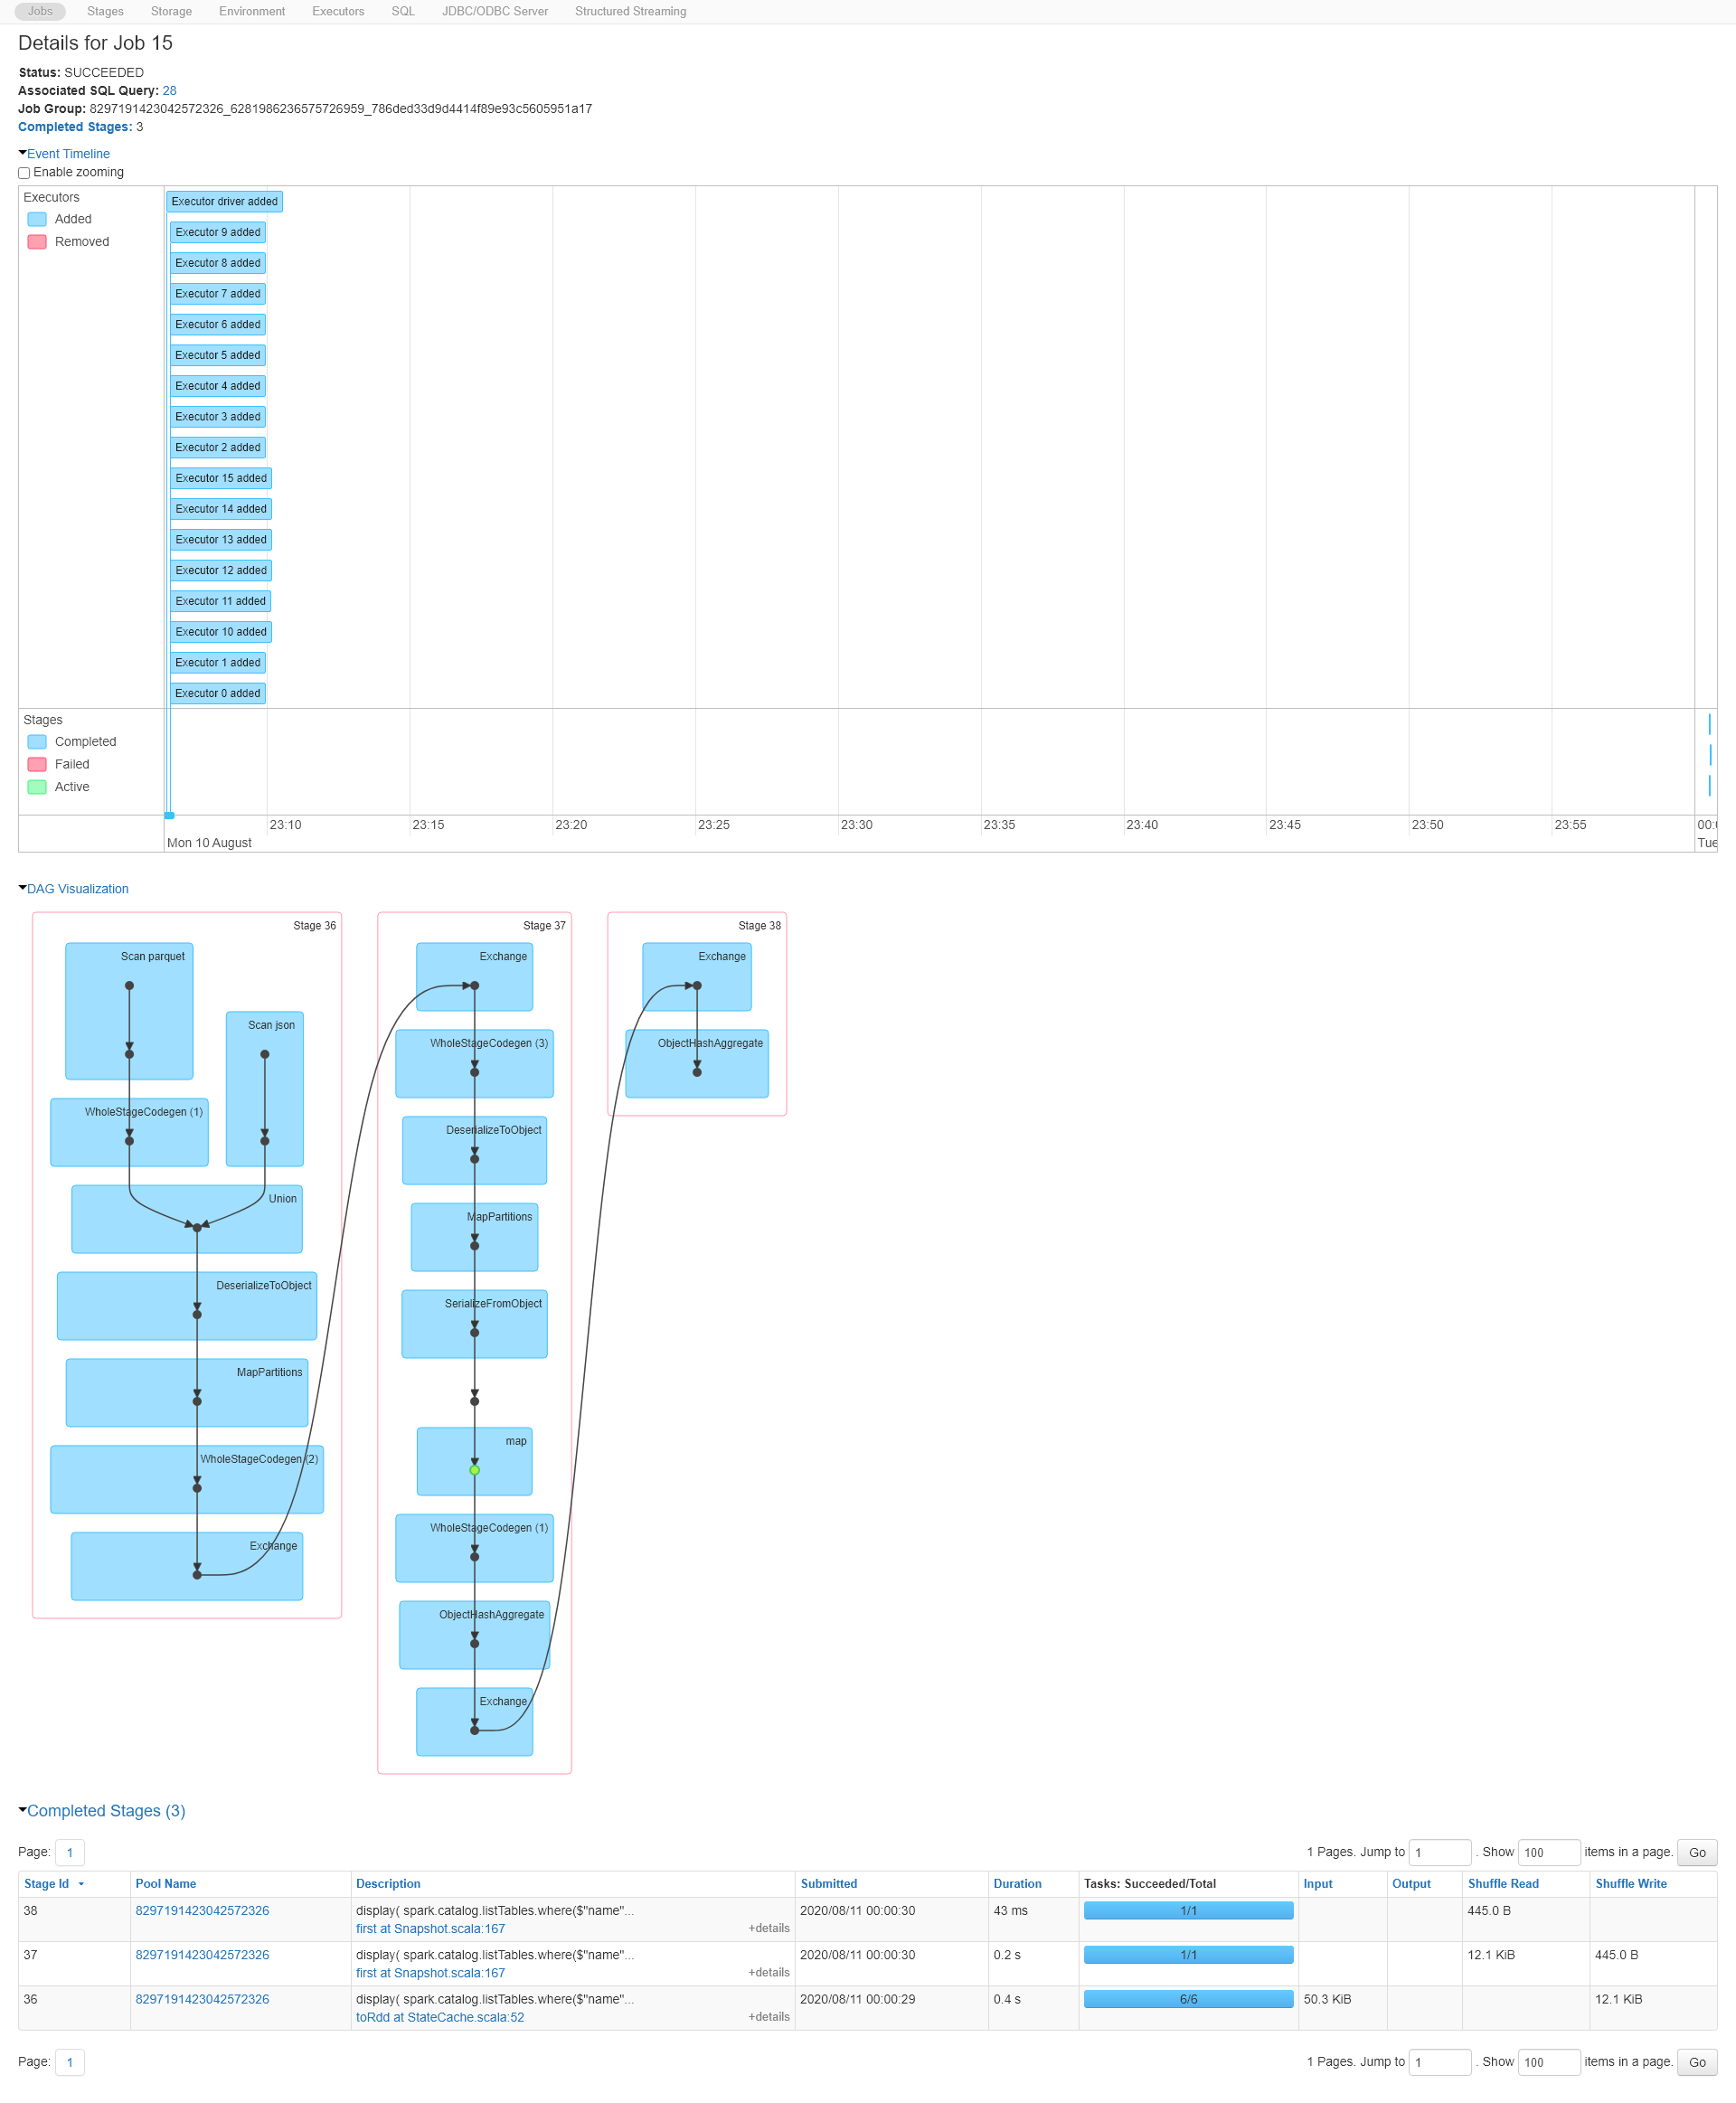 Jobs Stages Storage Environment Executors SQL JDBC/ODBC Server Structured Streaming
Details for Job 15
Status: SUCCEEDED
Associated SQL Query: 28
Job Group: 8297191423042572326_6281986236575726959_786ded33d9d4414f89e93c5605951a17
Completed Stages: 3
Event Timeline
Enable zooming
Executors
Added
Removed
Executor driver added
Executor 9 added
Executor 8 added
Executor 7 added
Executor 6 added
Executor 5 added
Executor 4 added
Executor 3 added
Executor 2 added
Executor 15 added
Executor 14 added
Executor 13 added
Executor 12 added
Executor 11 added
Executor 10 added
Executor 1 added
Executor 0 added
Stages
Completed
Failed
Active
23:10 23:15 23:20 23:25 23:30 23:35 23:40 23:45 23:50 23:55
Mon 10 August Tue
DAG Visualization
Stage 36
Scan parquet
Scan json
WholeStageCodegen (1)
Union
DeserializeToObject
MapPartitions
WholeStageCodegen (2)
Exchange
Stage 37
Exchange
WholeStageCodegen (3)
DeserializeToObject
MapPartitions
SerializeFromObject
map
WholeStageCodegen (1)
ObjectHashAggregate
Exchange
Stage 38
Exchange
ObjectHashAggregate
Completed Stages (3)
Page: 1 1 Pages. Jump to 1 . Show 100 items in a page. Go
Stage Id Pool Name Description Submitted Duration Tasks: Succeeded/Total Input Output Shuffle Read Shuffle Write
38 8297191423042572326 display( spark.catalog.listTables.where($"name"... 2020/08/11 00:00:30 43 ms 1/1 445.0 B
first at Snapshot.scala:167 +details
37 8297191423042572326 display( spark.catalog.listTables.where($"name"... 2020/08/11 00:00:30 0.2 s 1/1 12.1 KiB 445.0 B
first at Snapshot.scala:167 +details
36 8297191423042572326 display( spark.catalog.listTables.where($"name"... 2020/08/11 00:00:29 0.4 s 6/6 50.3 KiB 12.1 KiB
toRdd at StateCache.scala:52 +details
Page: 1 1 Pages. Jump to 1 . Show 100 items in a page. Go